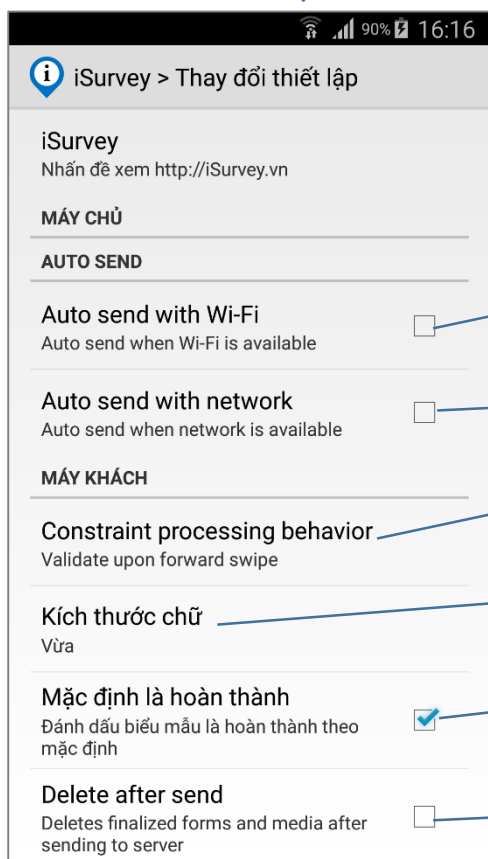 90% 16:16
iSurvey > Thay đổi thiết lập
iSurvey
Nhấn đề xem http://iSurvey.vn
MÁY CHỦ
AUTO SEND
Auto send with Wi-Fi
Auto send when Wi-Fi is available
Auto send with network
Auto send when network is available
MÁY KHÁCH
Constraint processing behavior
Validate upon forward swipe
Kích thước chữ
Vừa
Mặc định là hoàn thành
Đánh dấu biểu mẫu là hoàn thành theo
mặc định
Delete after send
Deletes finalized forms and media after
sending to server